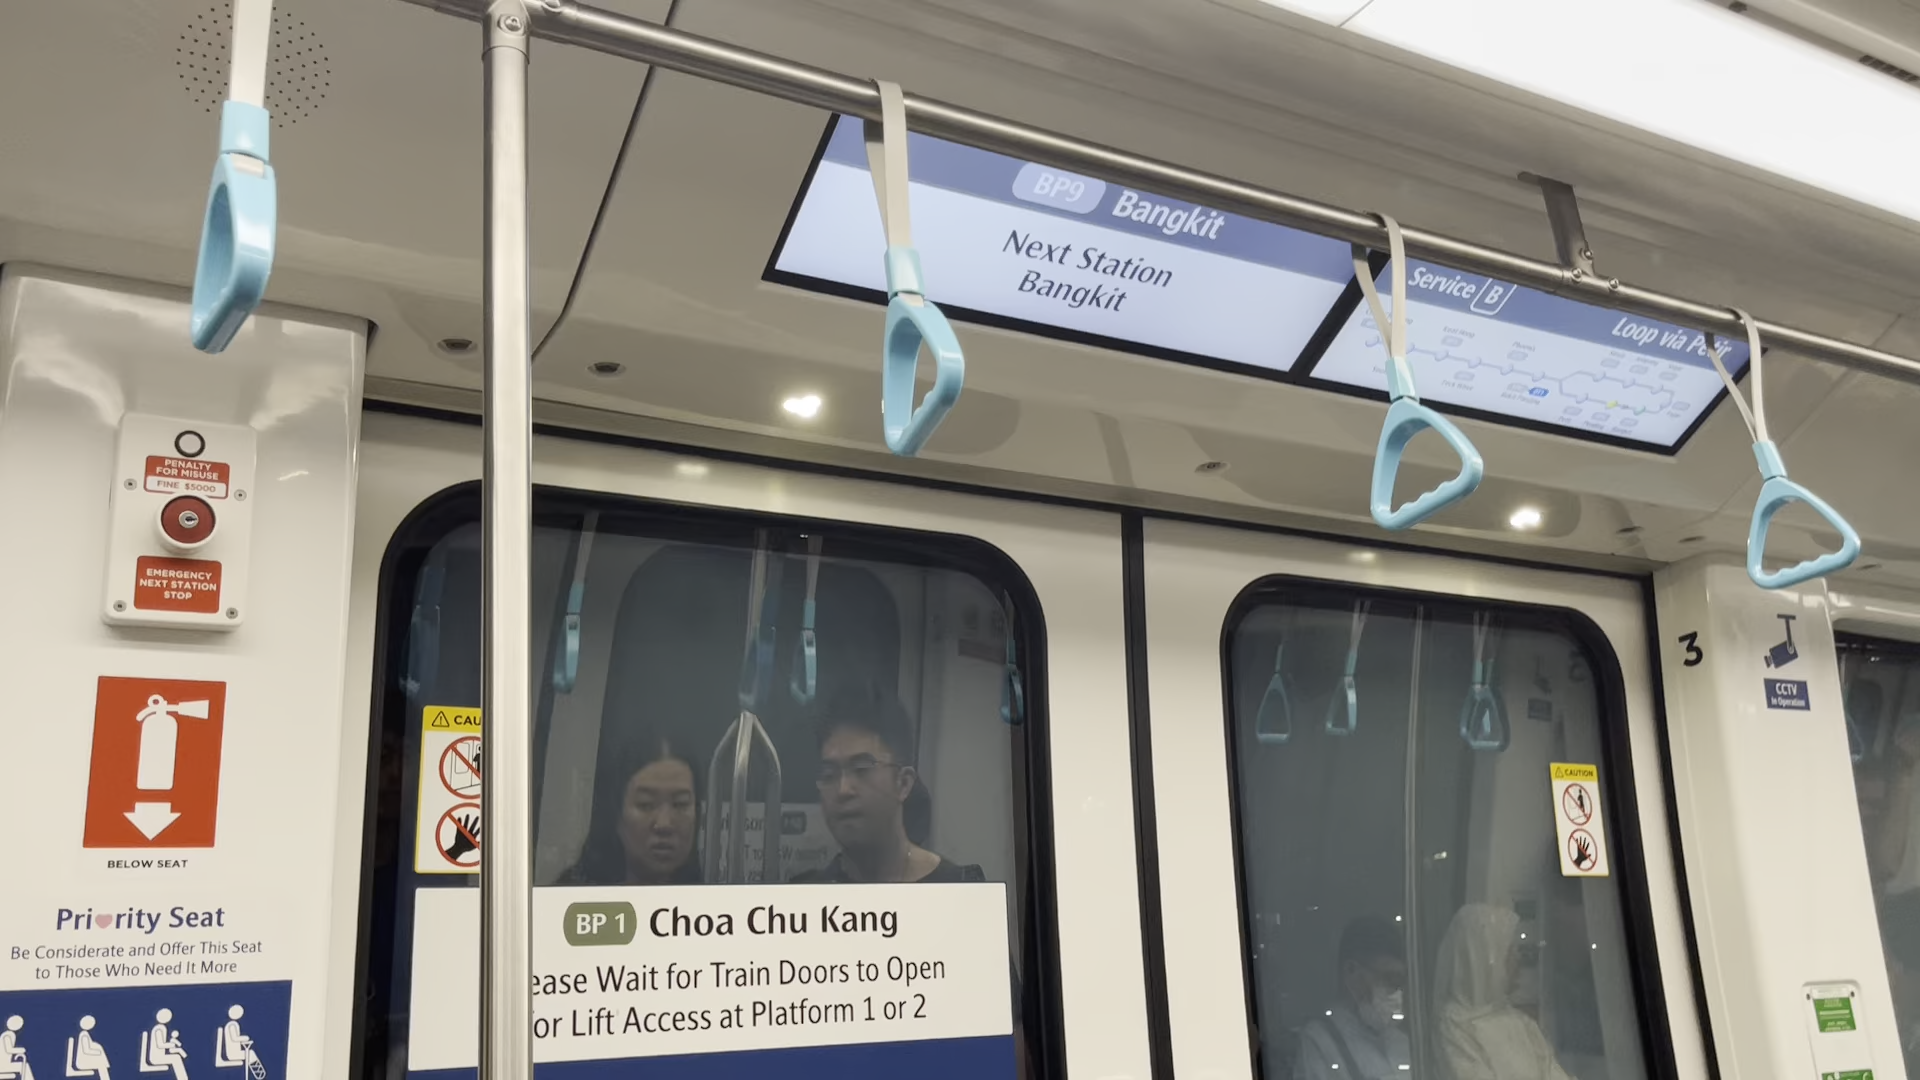 BP9 Bangkit
Next Station
Bangkit
Service B
Loop via Petir
PENALTY
FOR MISUSE
FINE $5000
EMERGENCY
NEXT STATION
STOP
BELOW SEAT
Priority Seat
Be Considerate and Offer This Seat
to Those Who Need It More
CAU
BP 1 Choa Chu Kang
ease Wait for Train Doors to Open
or Lift Access at Platform 1 or 2
3
CCTV
In Operation
CAUTION